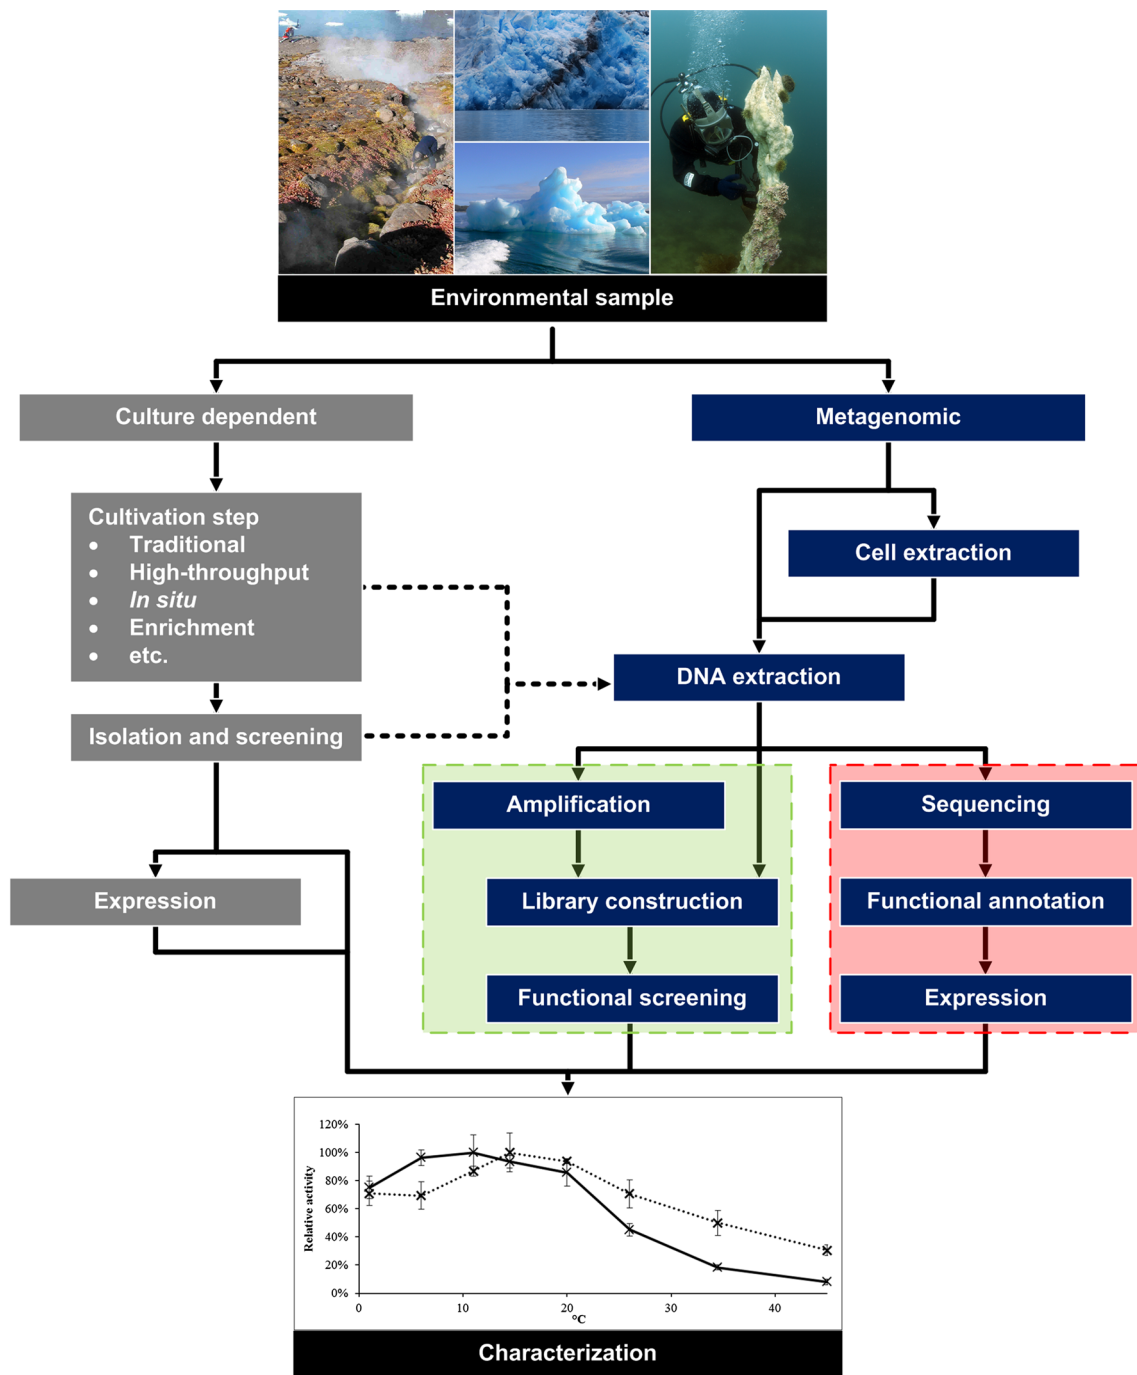 Environmental sample
Culture dependent
Metagenomic
Cultivation step
• Traditional
• High-throughput
• In situ
• Enrichment
• etc.
Cell extraction
DNA extraction
Isolation and screening
Amplification
Sequencing
Expression
Library construction
Functional annotation
Functional screening
Expression
120%
100%
80%
60%
40%
20%
0%
Relative activity
0 10 20 30 40
°C
Characterization